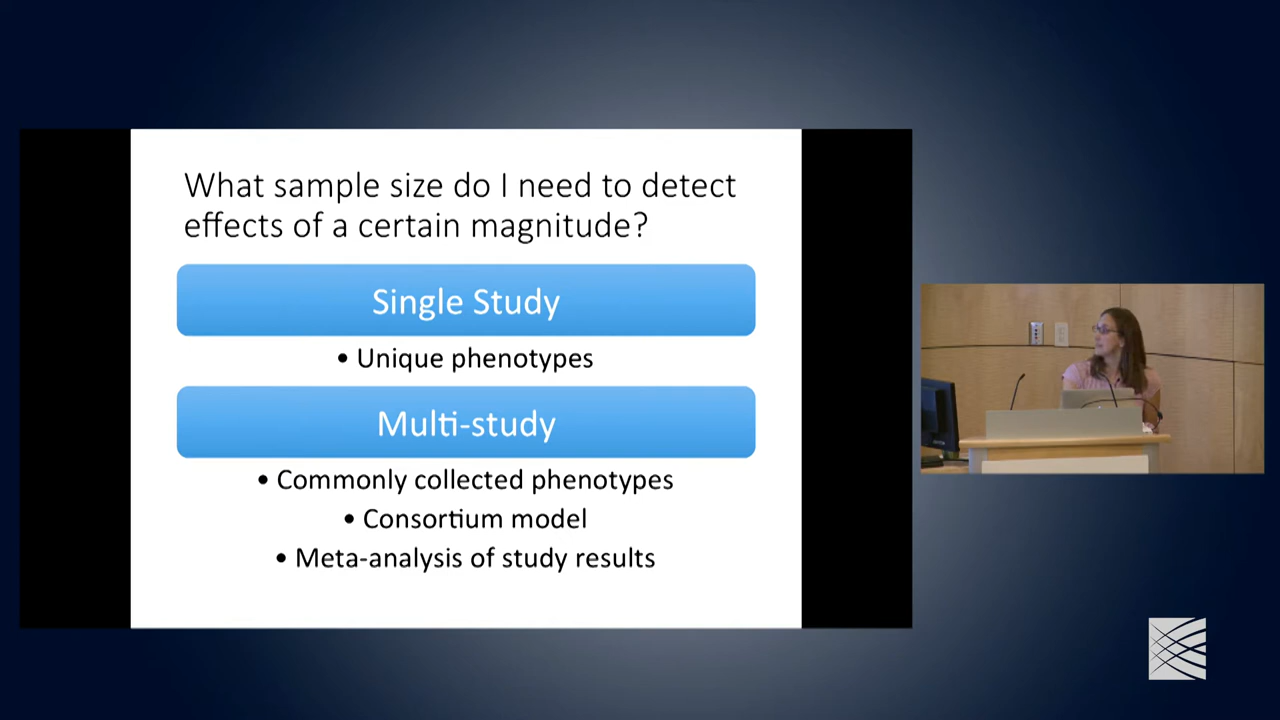 What sample size do I need to detect
effects of a certain magnitude?
Single Study
• Unique phenotypes
Multi-study
• Commonly collected phenotypes
• Consortium model
• Meta-analysis of study results